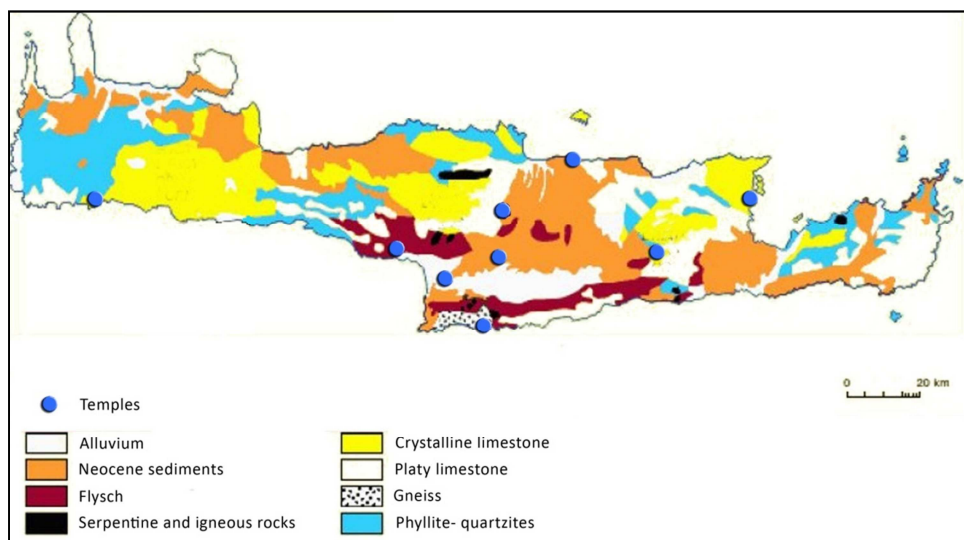 0 20 km
Temples
Alluvium
Neocene sediments
Flysch
Serpentine and igneous rocks
Crystalline limestone
Platy limestone
Gneiss
Phyllite- quartzites